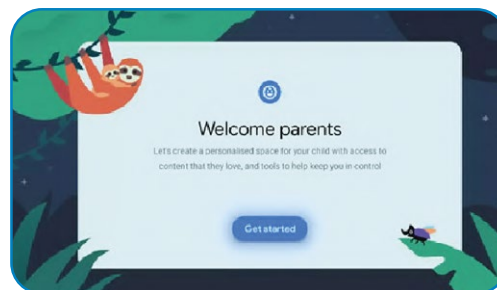 Welcome parents
Let's create a personalised space for your child with access to
content that they love, and tools to help keep you in control
Get started